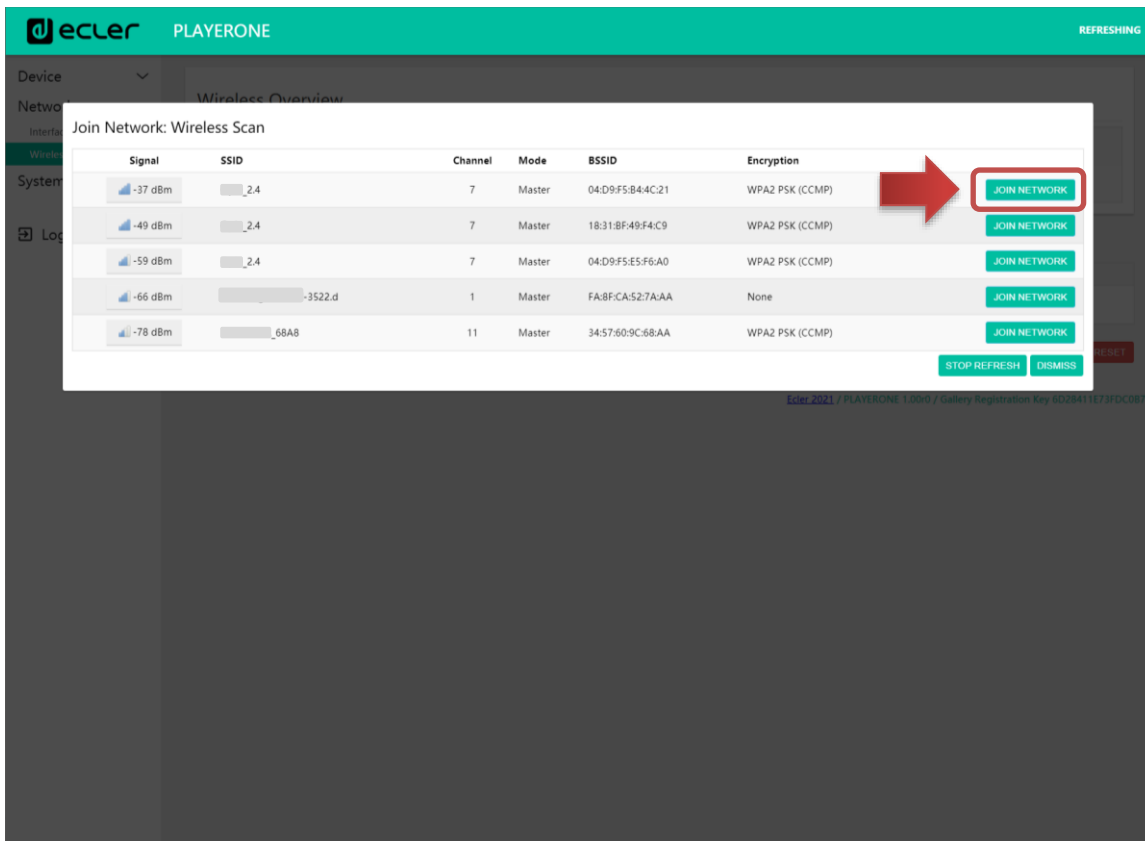 ecler PLAYERONE REFRESHING
Device
Wireless Overview
Join Network: Wireless Scan
Signal SSID Channel Mode BSSID Encryption
-37 dBm _2.4 7 Master 04:D9:F5:B4:4C:21 WPA2 PSK (CCMP) JOIN NETWORK
-49 dBm _2.4 7 Master 18:31:BF:49:F4:C9 WPA2 PSK (CCMP) JOIN NETWORK
-59 dBm _2.4 7 Master 04:D9:F5:E5:F6:A0 WPA2 PSK (CCMP) JOIN NETWORK
-66 dBm -3522.d 1 Master FA:8F:CA:52:7A:AA None JOIN NETWORK
-78 dBm _68A8 11 Master 34:57:60:9C:68:AA WPA2 PSK (CCMP) JOIN NETWORK
System
RESET
STOP REFRESH DISMISS
Ecler 2021 / PLAYERONE 1.00r0 / Gallery Registration Key 6D28411E73FDC087